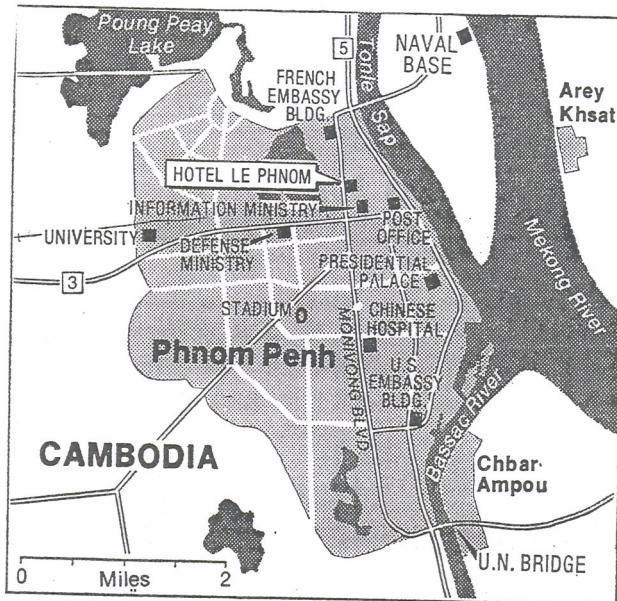 Poung Peay
Lake
5
Tonle
Sap
NAVAL
BASE
FRENCH
EMBASSY
BLDG.
Arey
Khsat
HOTEL LE PHNOM
INFORMATION MINISTRY
UNIVERSITY
DEFENSE
MINISTRY
POST
OFFICE
3
PRESIDENTIAL
PALACE
Mekong River
STADIUM
CHINESE
HOSPITAL
Phnom Penh
MONIVONG BLVD
U.S.
EMBASSY
BLDG.
Bassac River
CAMBODIA
Chbar
Ampou
U.N. BRIDGE
0
2
Miles